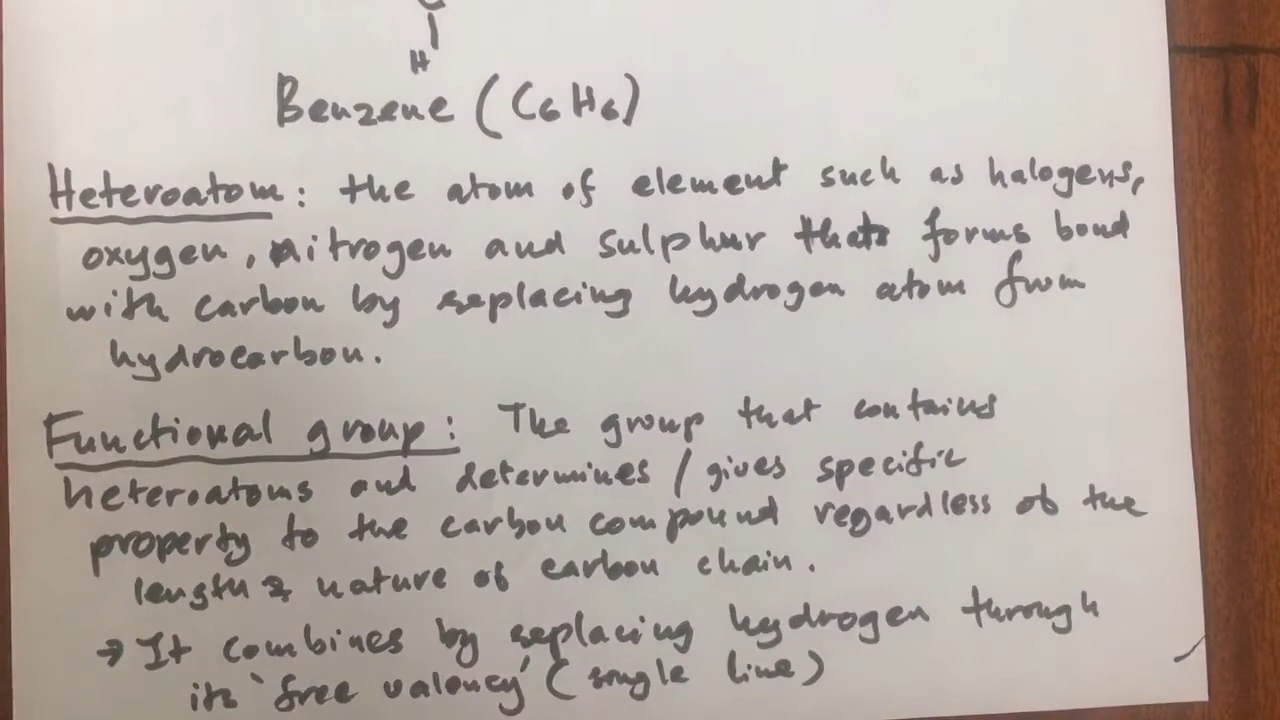 H
Benzene (C6H6)
Heteroatom: the atom of element such as halogens,
oxygen, nitrogen and sulphur that forms bond
with carbon by replacing hydrogen atom from
hydrocarbon.
Functional group: The group that contains
heteroatoms and determines / gives specific
property to the carbon compound regardless of the
length & nature of carbon chain.
→ It combines by replacing hydrogen through
its 'free valency' (single line)